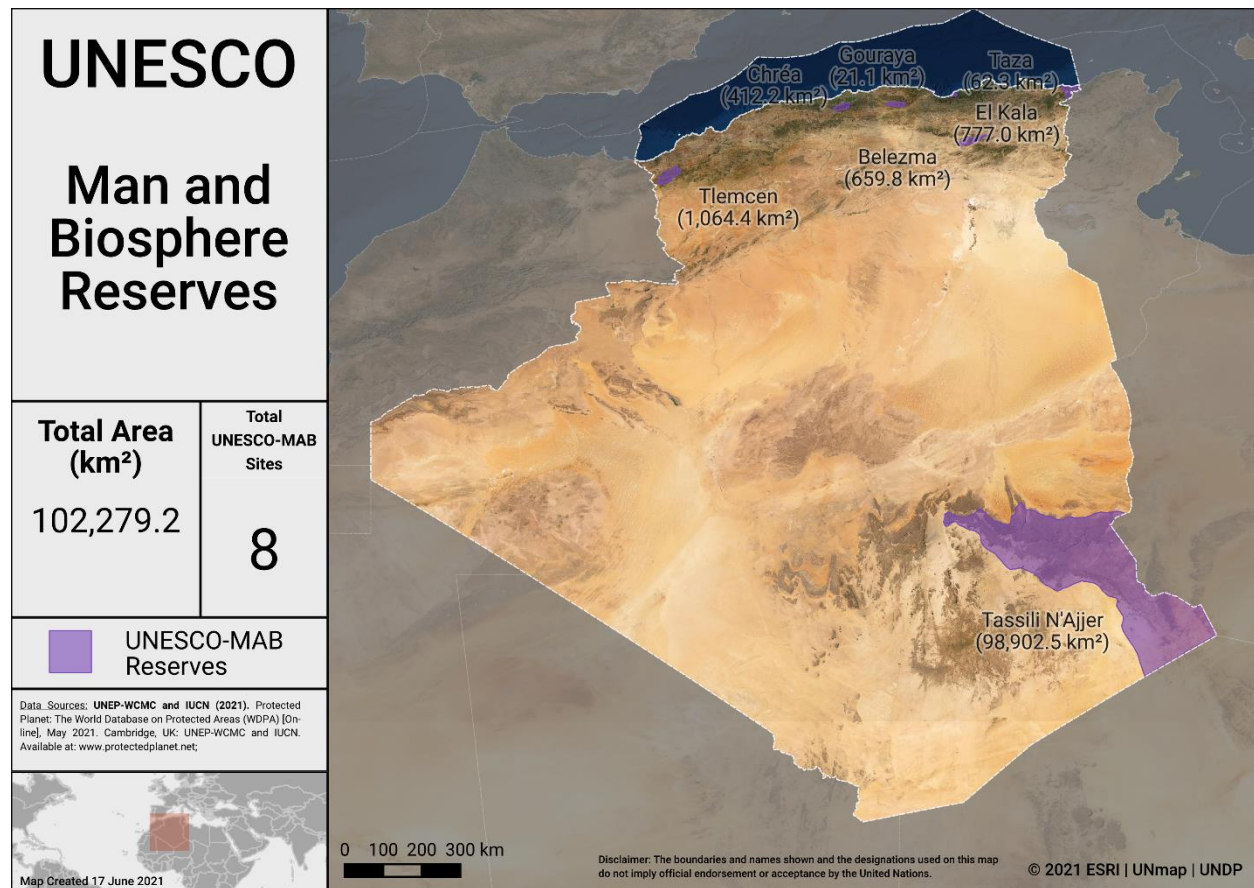 UNESCO
Man and
Biosphere
Reserves
Total Area
(km²)
102,279.2
Total
UNESCO-MAB
Sites
8
UNESCO-MAB
Reserves
Data Sources: UNEP-WCMC and IUCN (2021). Protected
Planet: The World Database on Protected Areas (WDPA) [On-
line], May 2021. Cambridge, UK: UNEP-WCMC and IUCN.
Available at: www.protectedplanet.net;
Map Created 17 June 2021
Gouraya
(21.1 km²)
Taza
(62.3 km²)
Chréa
(412.2 km²)
El Kala
(777.0 km²)
Belezma
(659.8 km²)
Tlemcen
(1,064.4 km²)
Tassili N'Ajjer
(98,902.5 km²)
0 100 200 300 km
Disclaimer: The boundaries and names shown and the designations used on this map
do not imply official endorsement or acceptance by the United Nations.
© 2021 ESRI | UNmap | UNDP